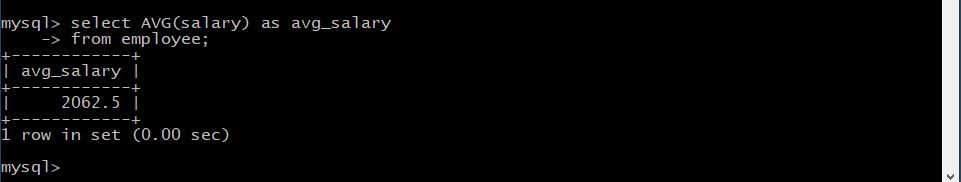 mysql> select AVG(salary) as avg_salary
    -> from employee;
+------------+
| avg_salary |
+------------+
|     2062.5 |
+------------+
1 row in set (0.00 sec)
mysql>